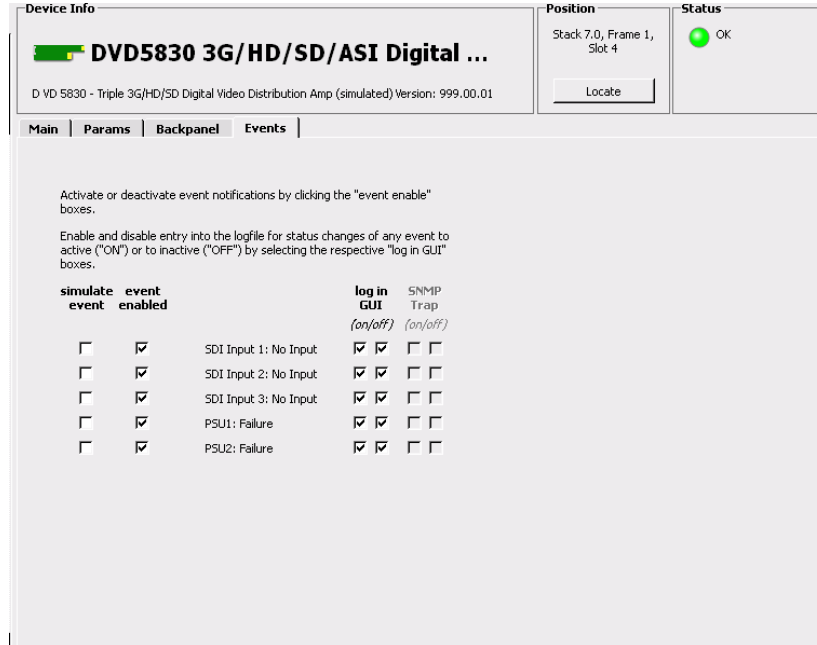 Device Info
DVD5830 3G/HD/SD/ASI Digital ...
D VD 5830 - Triple 3G/HD/SD Digital Video Distribution Amp (simulated) Version: 999.00.01
Position
Stack 7.0, Frame 1,
Slot 4
Locate
Status
OK
Main Params Backpanel Events
Activate or deactivate event notifications by clicking the "event enable"
boxes.
Enable and disable entry into the logfile for status changes of any event to
active ("ON") or to inactive ("OFF") by selecting the respective "log in GUI"
boxes.
simulate event log in SNMP
event enabled GUI Trap
(on/off) (on/off)
SDI Input 1: No Input
SDI Input 2: No Input
SDI Input 3: No Input
PSU1: Failure
PSU2: Failure